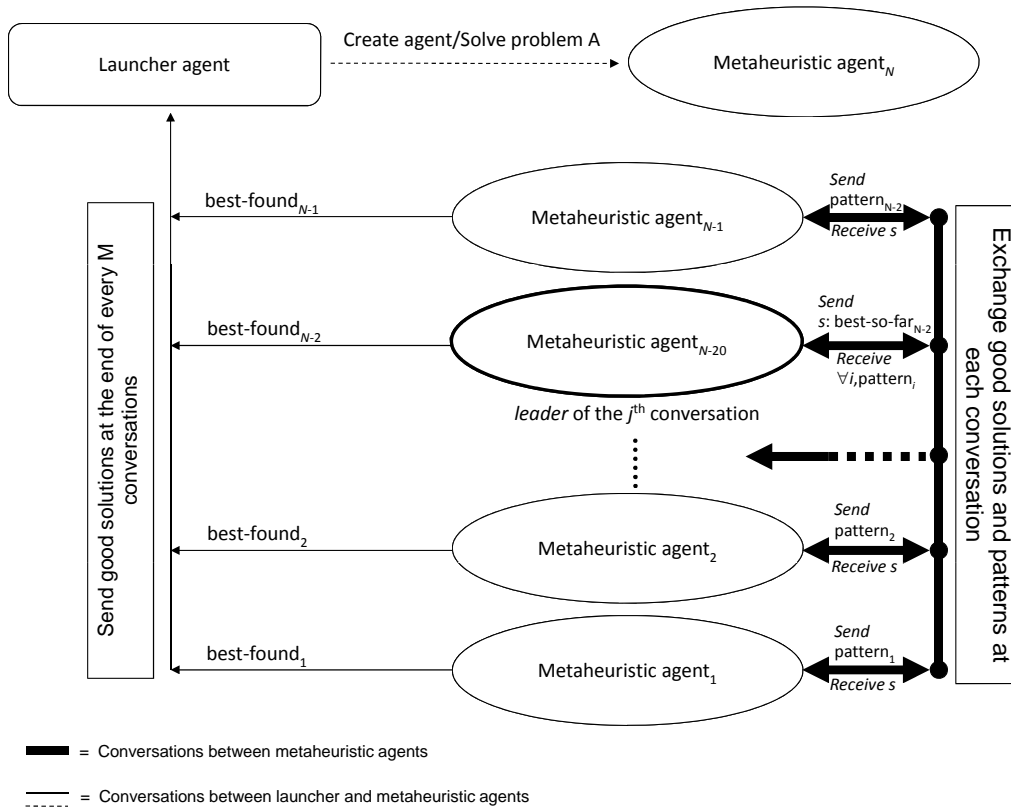 Launcher agent
Create agent/Solve problem A
Metaheuristic agentN
best-foundN-1
Metaheuristic agentN-1
Send
patternN-2
Receive s
best-foundN-2
Metaheuristic agentN-20
Send
s: best-so-farN-2
Receive
∀i,patterni
leader of the jth conversation
best-found2
Metaheuristic agent2
Send
pattern2
Receive s
best-found1
Metaheuristic agent1
Send
pattern1
Receive s
Send good solutions at the end of every M
conversations
Exchange good solutions and patterns at
each conversation
= Conversations between metaheuristic agents
= Conversations between launcher and metaheuristic agents